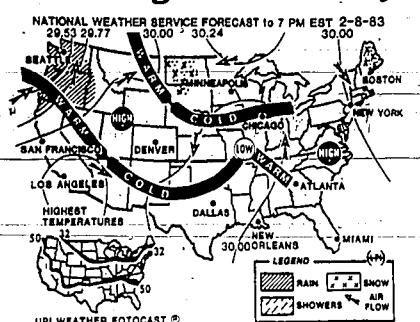 NATIONAL WEATHER SERVICE FORECAST to 7 PM EST 2-8-83
29.53 29.77 30.00 30.24 30.00
SEATTLE
WARM
BOSTON
MINNEAPOLIS
NEW YORK
COLD
CHICAGO
HIGH
WARM
SAN FRANCISCO
DENVER
LOW
WARM
HIGH
LOS ANGELES
COLD
ATLANTA
HIGHEST
TEMPERATURES
DALLAS
50 32
32
30.00
NEW
ORLEANS
MIAMI
50
LEGEND
RAIN
SNOW
SHOWERS
AIR
FLOW
UPI WEATHER FOTOCAST ®